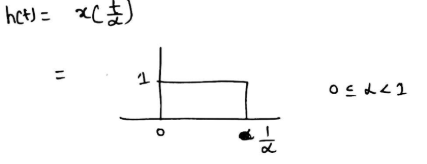 h(t) = x(t/α)
=
1
0 ≤ α < 1
0
1/α